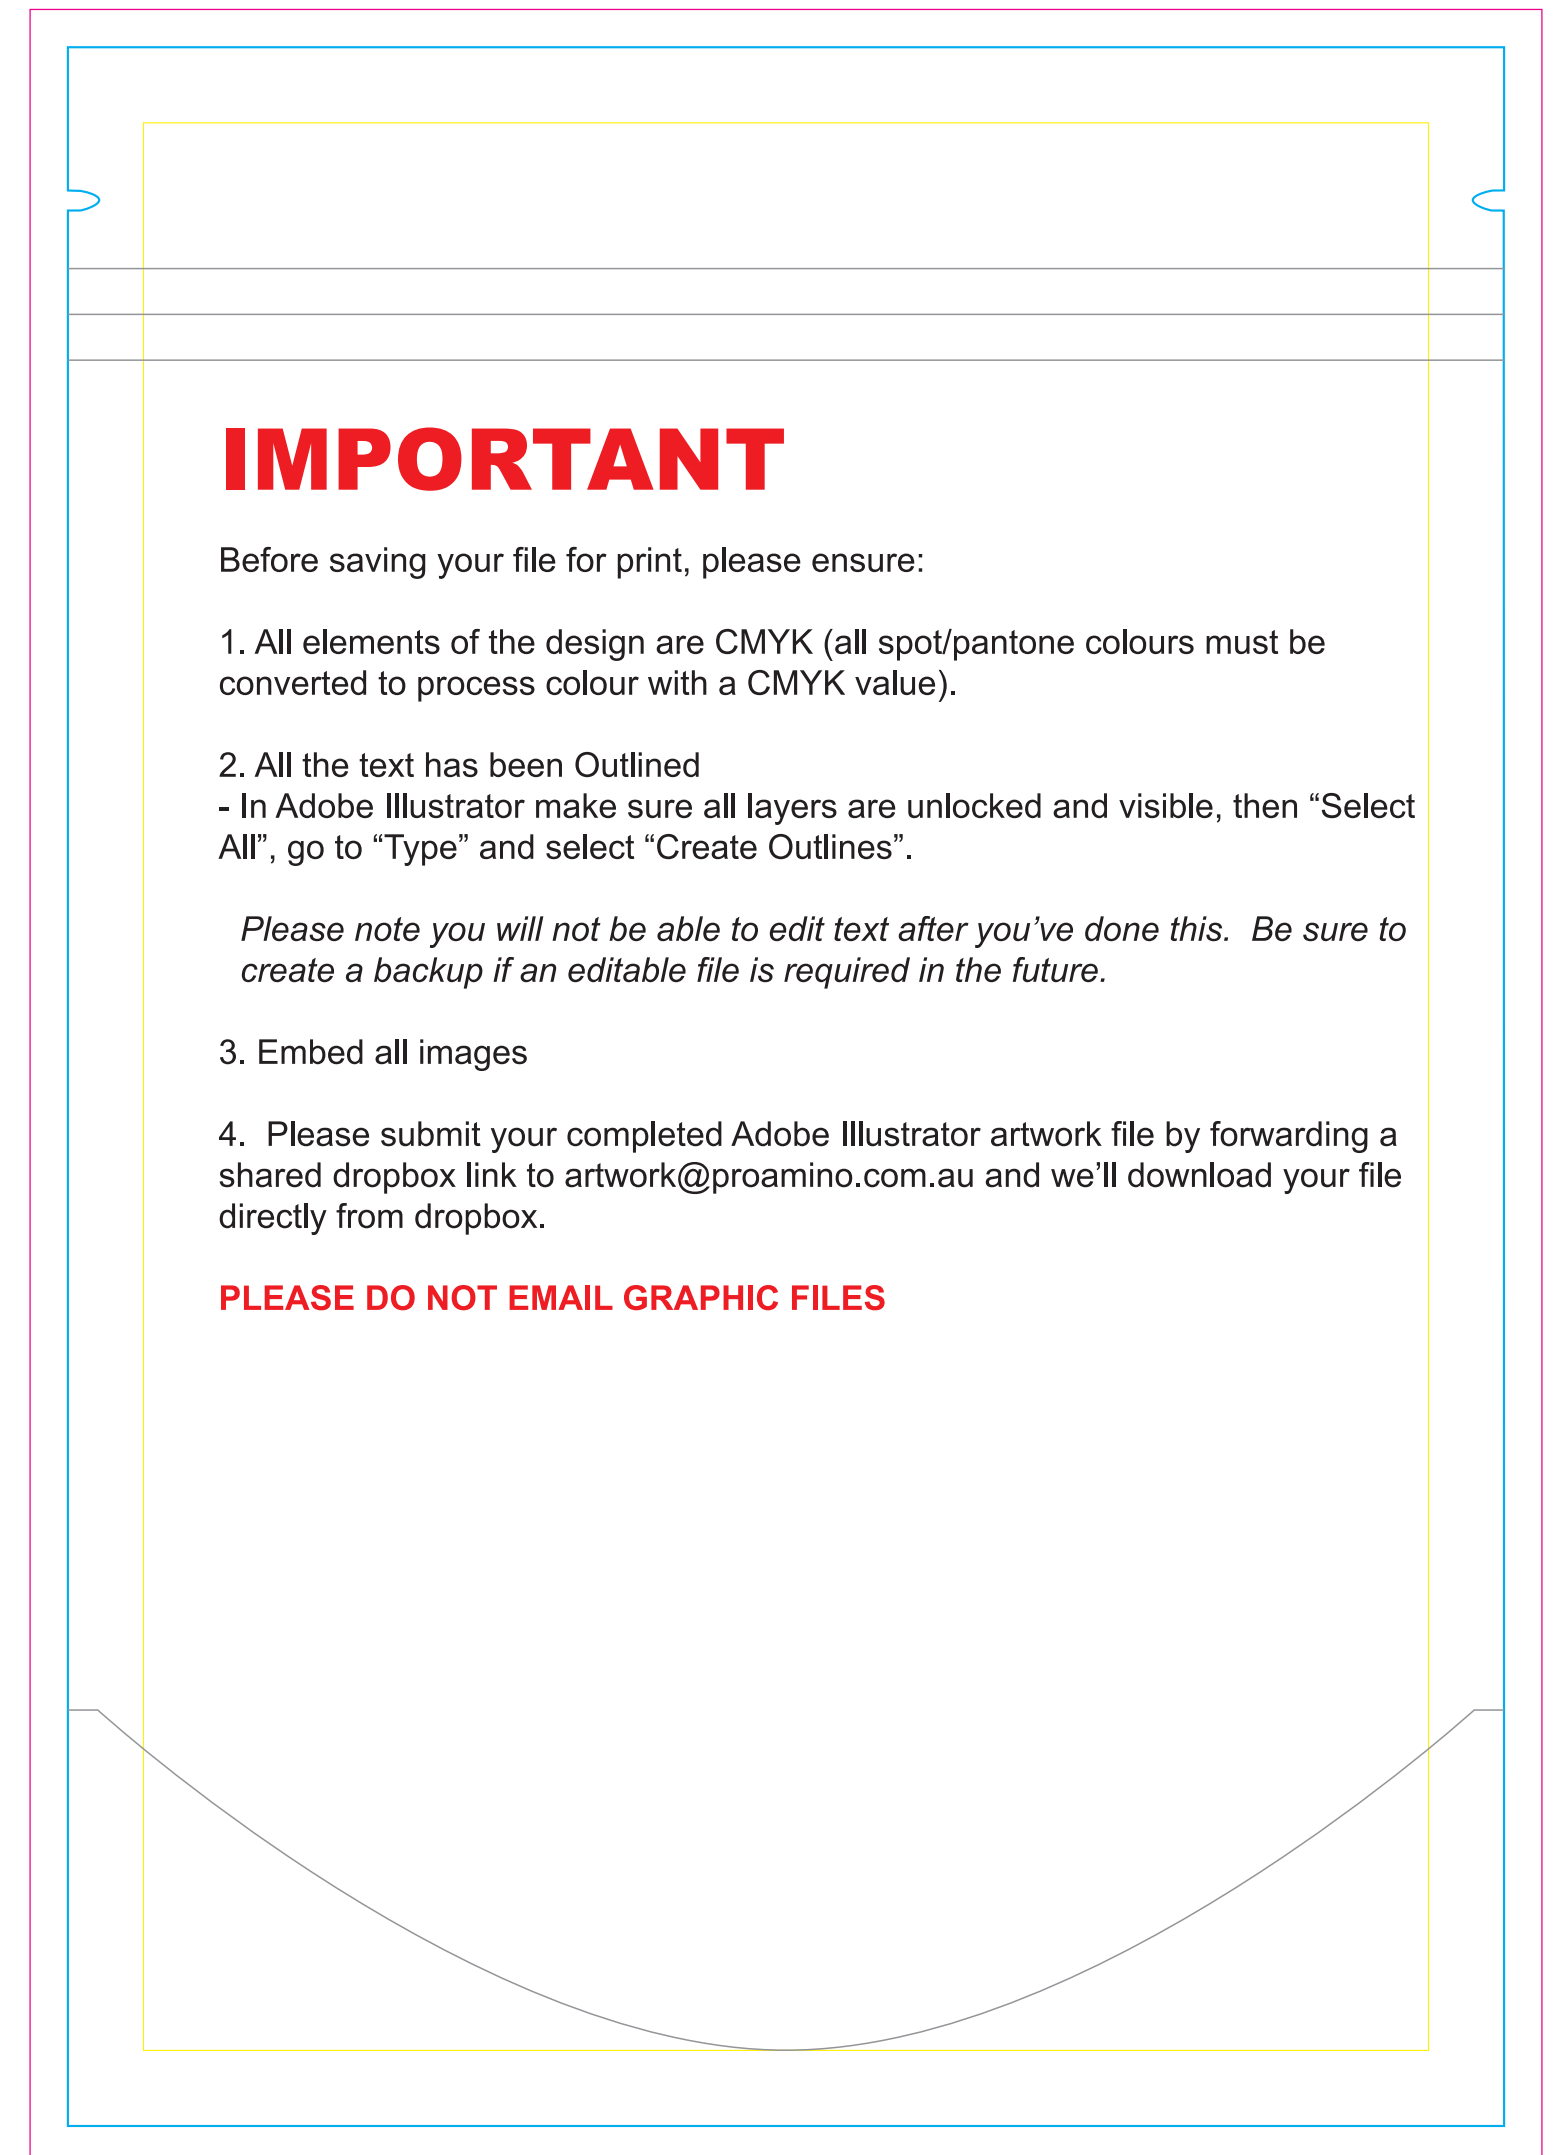 IMPORTANT
Before saving your file for print, please ensure:
1. All elements of the design are CMYK (all spot/pantone colours must be
converted to process colour with a CMYK value).
2. All the text has been Outlined
- In Adobe Illustrator make sure all layers are unlocked and visible, then “Select
All”, go to “Type” and select “Create Outlines”.
Please note you will not be able to edit text after you’ve done this.  Be sure to
create a backup if an editable file is required in the future.
3. Embed all images
4.  Please submit your completed Adobe Illustrator artwork file by forwarding a
shared dropbox link to artwork@proamino.com.au and we’ll download your file
directly from dropbox.
PLEASE DO NOT EMAIL GRAPHIC FILES